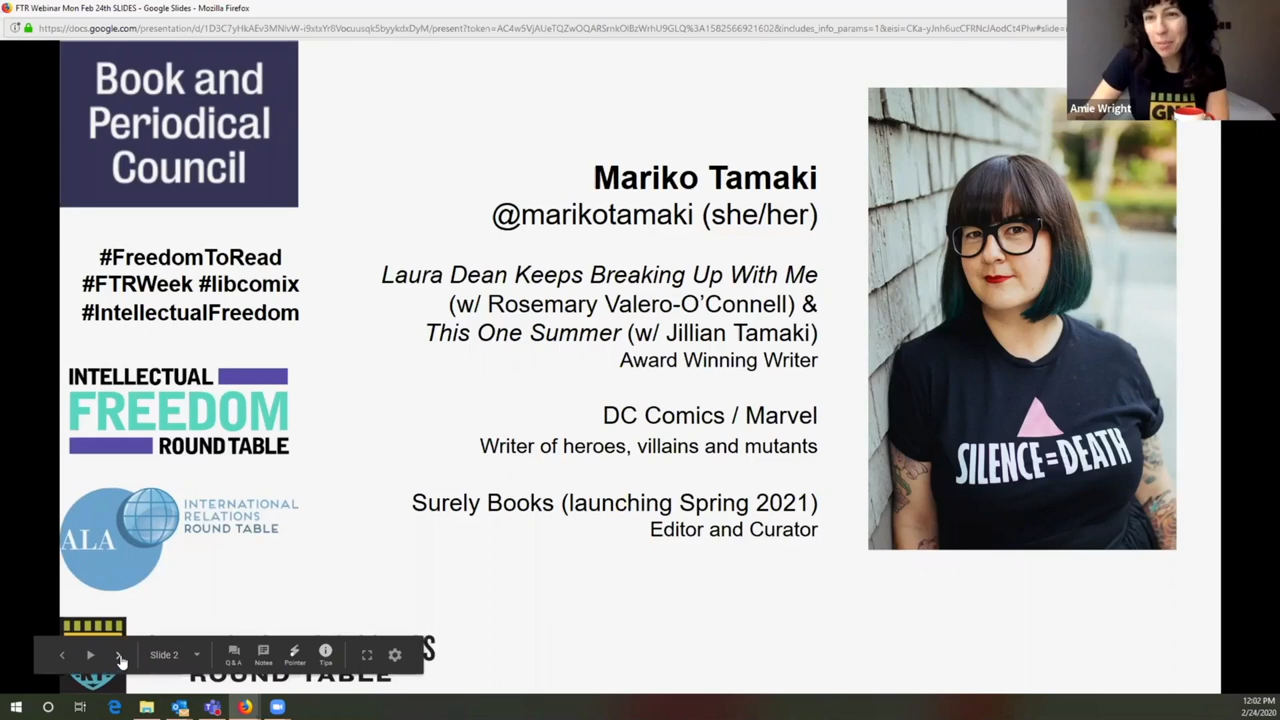 FTR Webinar Mon Feb 24th SLIDES - Google Slides - Mozilla Firefox
Book and
Periodical
Council
#FreedomToRead
#FTRWeek #libcomix
#IntellectualFreedom
INTELLECTUAL
FREEDOM
ROUND TABLE
ALA
INTERNATIONAL
RELATIONS
ROUND TABLE
ROUND TABLE
Mariko Tamaki
@marikotamaki (she/her)
Laura Dean Keeps Breaking Up With Me
(w/ Rosemary Valero-O’Connell) &
This One Summer (w/ Jillian Tamaki)
Award Winning Writer
DC Comics / Marvel
Writer of heroes, villains and mutants
Surely Books (launching Spring 2021)
Editor and Curator
SILENCE=DEATH
Amie Wright
Slide 2
Q & A
Notes
Pointer
Tips
12:02 PM
2/24/2020